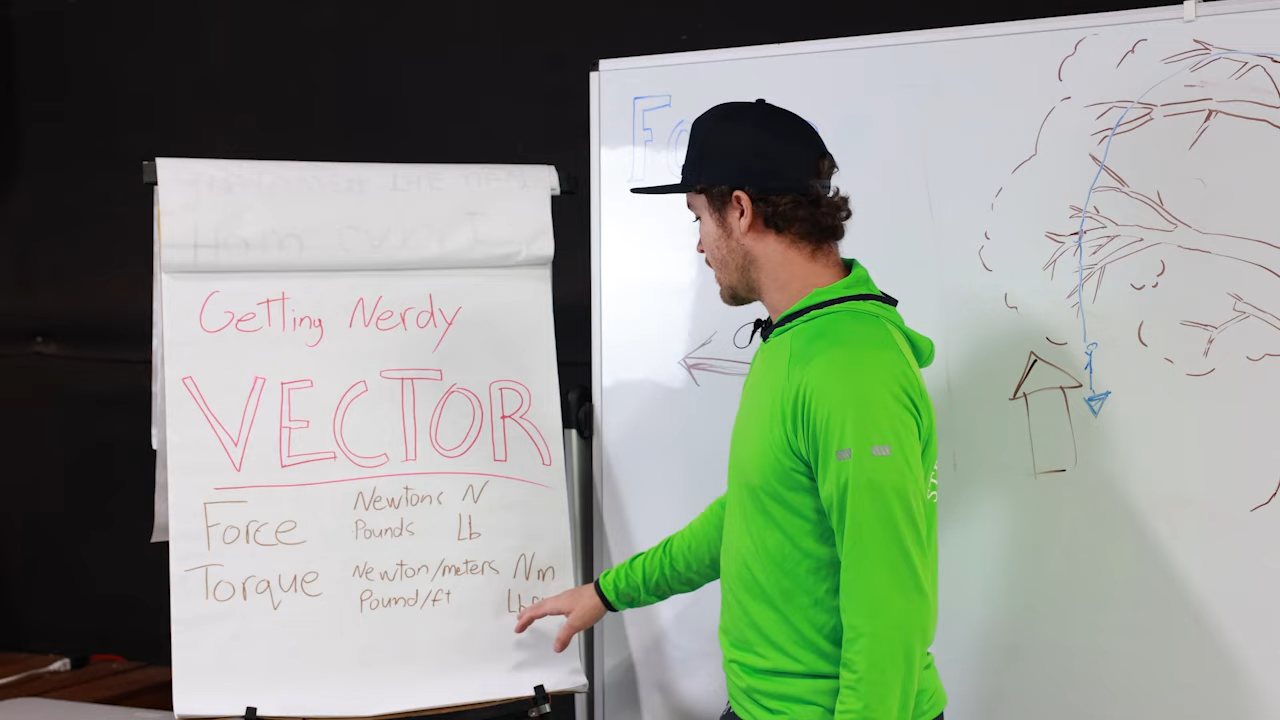 Getting Nerdy
VECTOR
Force Newtons N
Pounds Lb
Torque Newton/meters Nm
Pound/ft